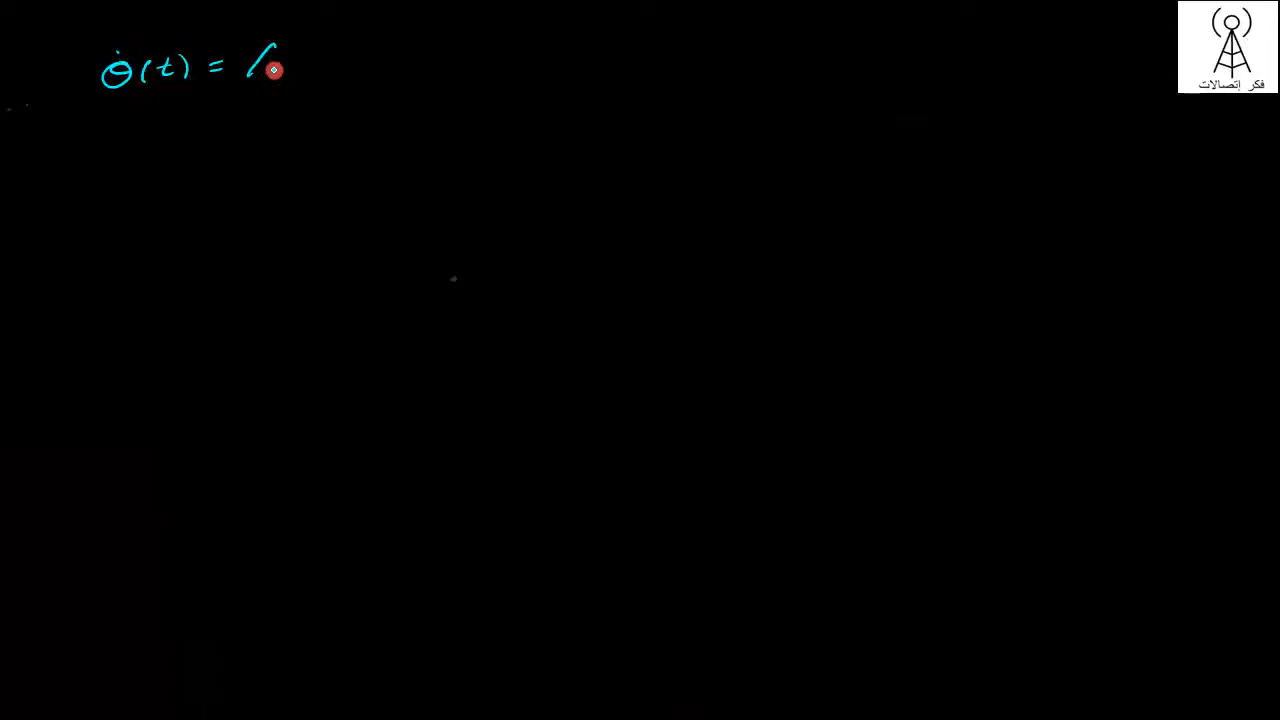 θ̇(t) =
فكر إتصالات